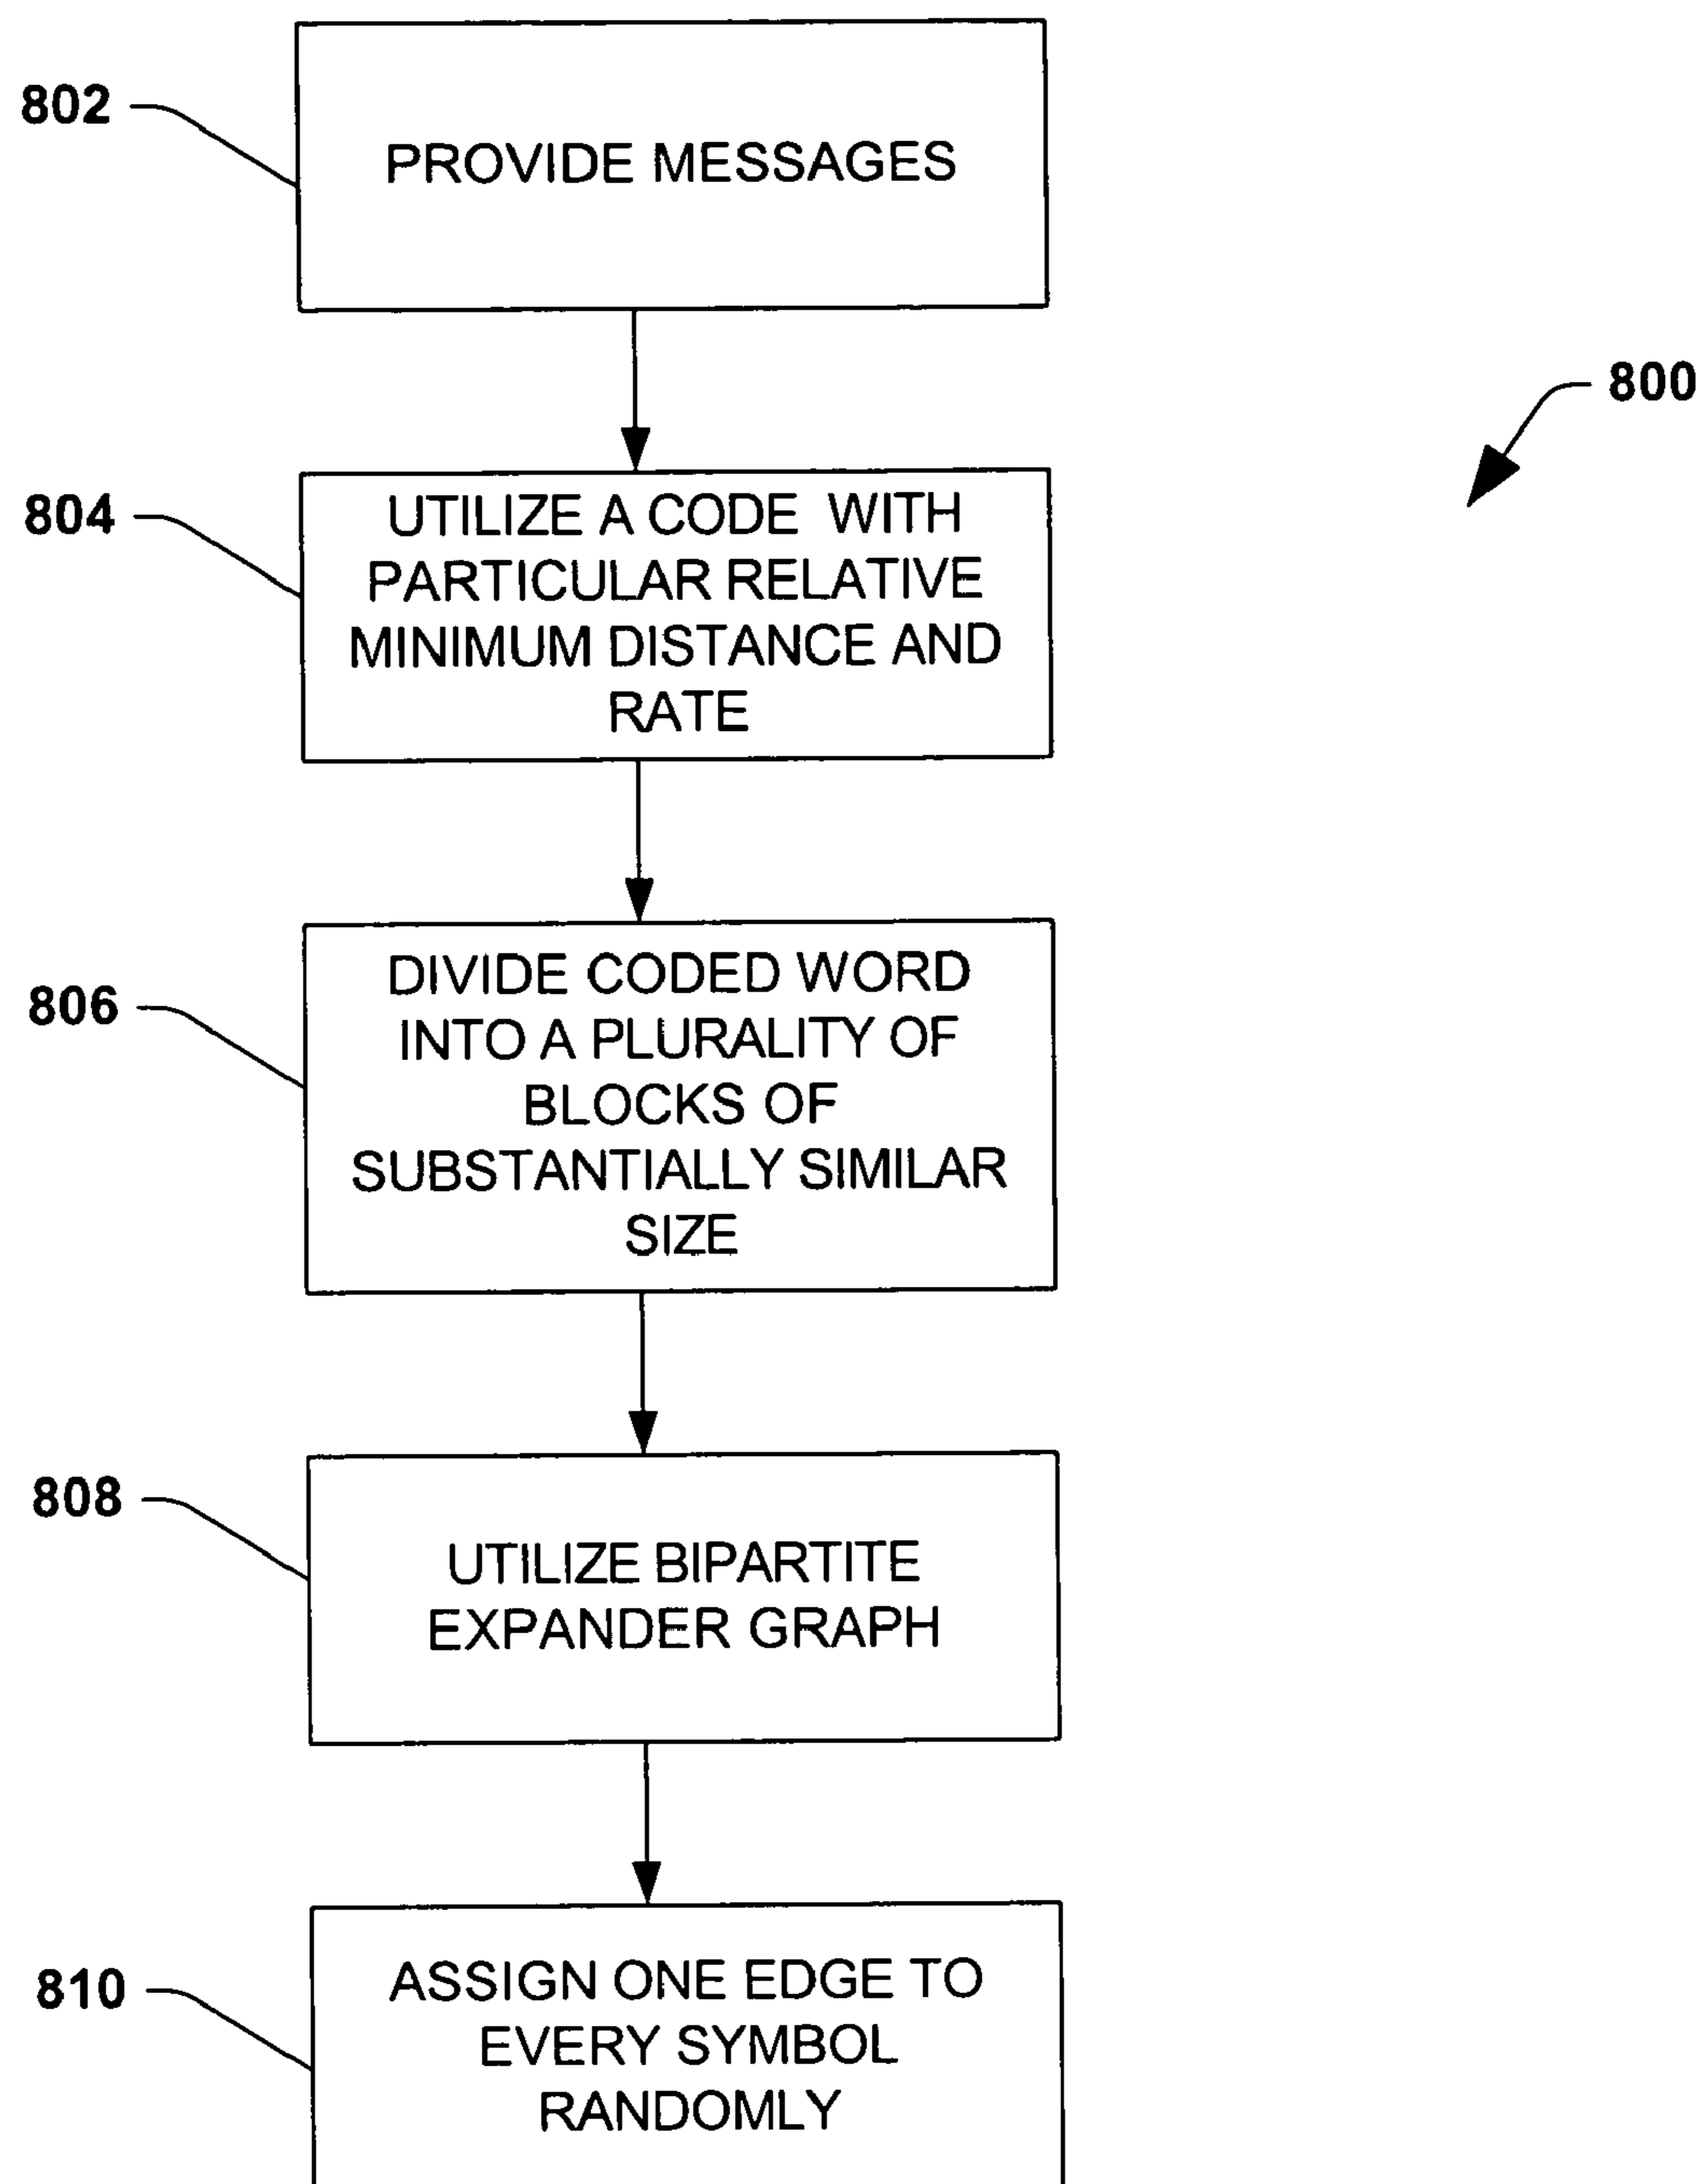 802
PROVIDE MESSAGES
800
804
UTILIZE A CODE WITH
PARTICULAR RELATIVE
MINIMUM DISTANCE AND
RATE
806
DIVIDE CODED WORD
INTO A PLURALITY OF
BLOCKS OF
SUBSTANTIALLY SIMILAR
SIZE
808
UTILIZE BIPARTITE
EXPANDER GRAPH
810
ASSIGN ONE EDGE TO
EVERY SYMBOL
RANDOMLY